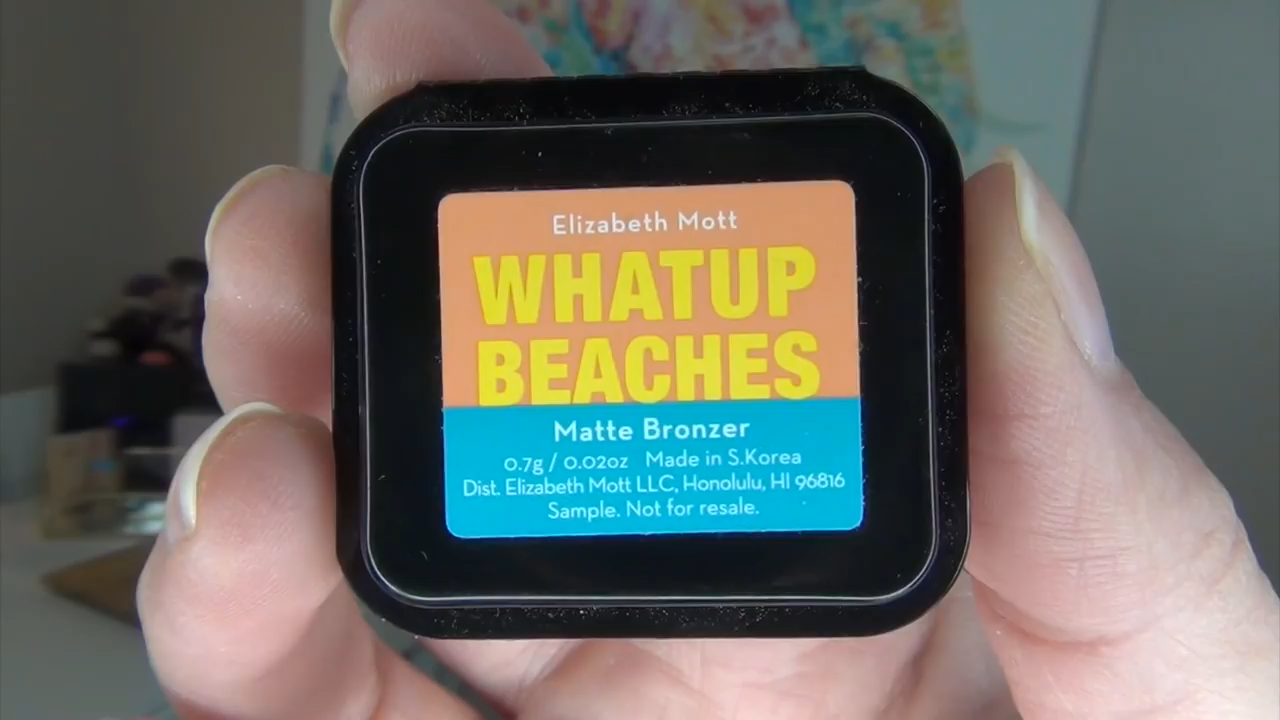 Elizabeth Mott
WHATUP
BEACHES
Matte Bronzer
0.7g / 0.02oz Made in S.Korea
Dist. Elizabeth Mott LLC, Honolulu, HI 96816
Sample. Not for resale.